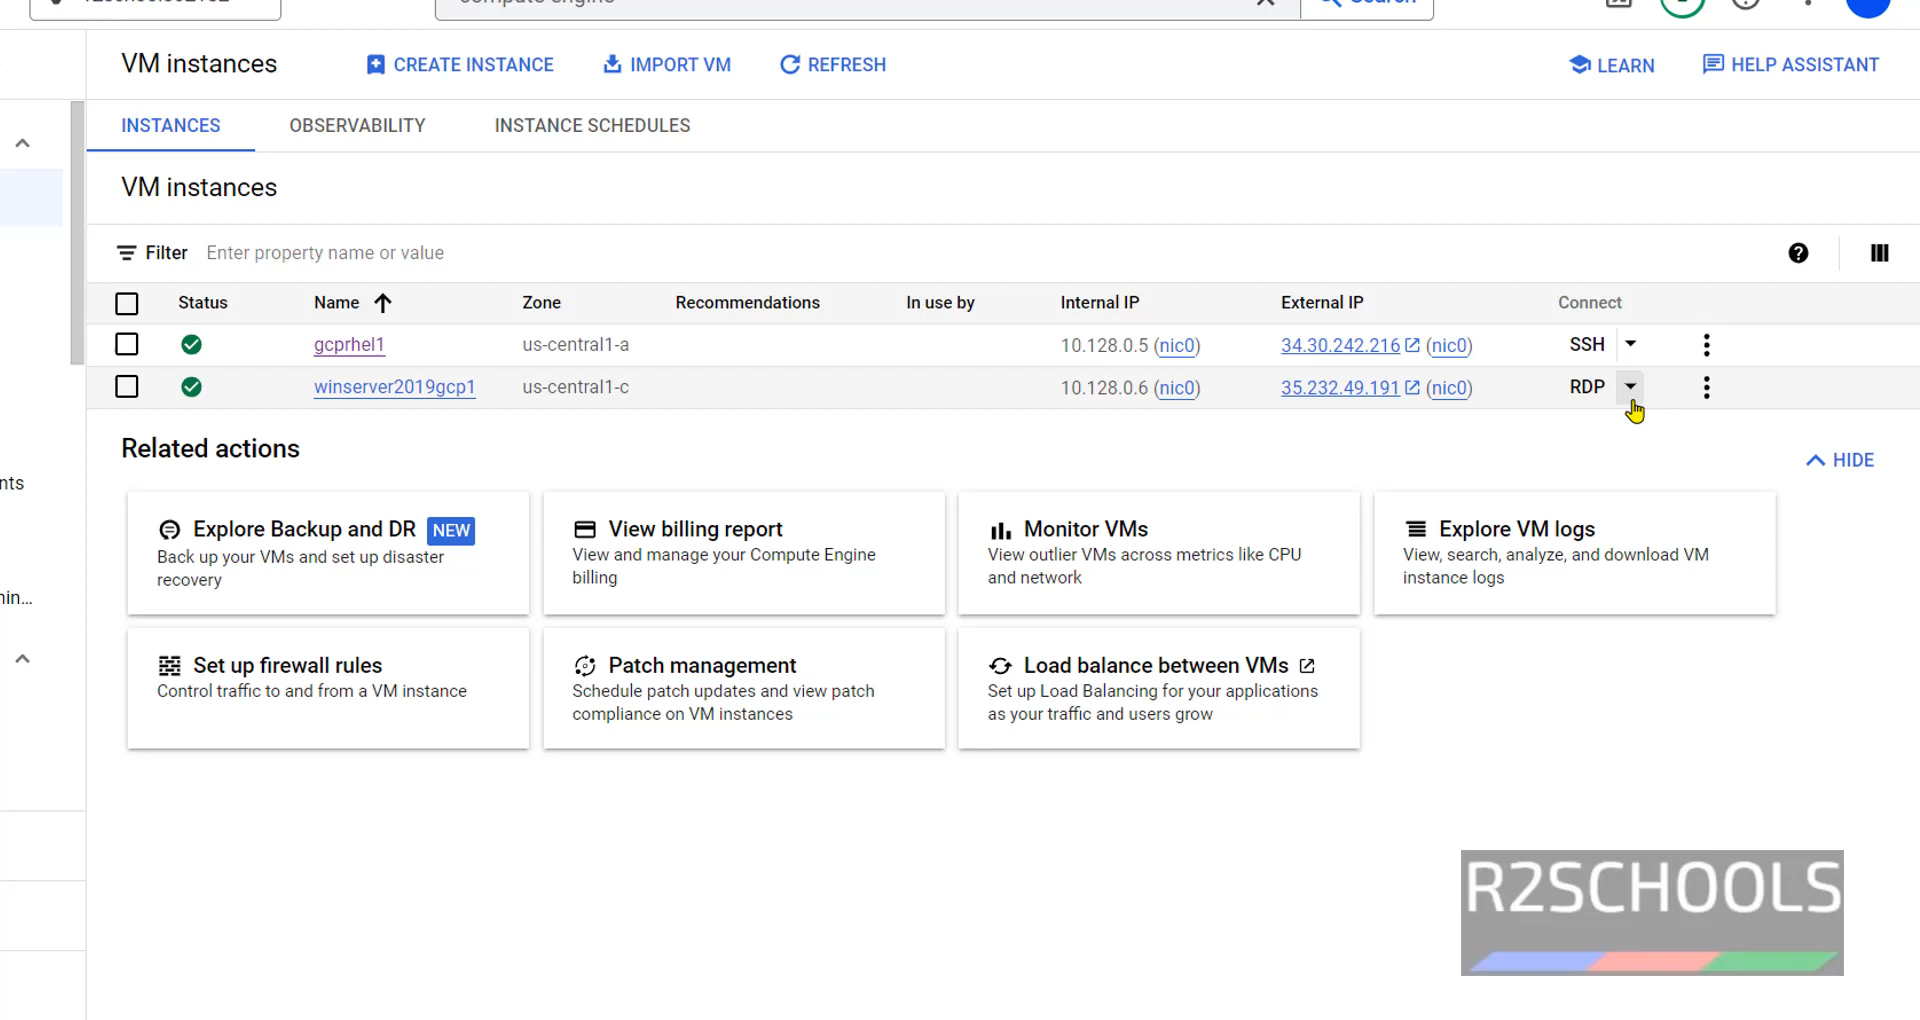 VM instances
CREATE INSTANCE
IMPORT VM
REFRESH
LEARN
HELP ASSISTANT
INSTANCES
OBSERVABILITY
INSTANCE SCHEDULES
VM instances
Filter Enter property name or value
Status Name Zone Recommendations In use by Internal IP External IP Connect
gcprhel1 us-central1-a 10.128.0.5 (nic0) 34.30.242.216 (nic0) SSH
winserver2019gcp1 us-central1-c 10.128.0.6 (nic0) 35.232.49.191 (nic0) RDP
Related actions
HIDE
nts
Explore Backup and DR NEW
Back up your VMs and set up disaster
recovery
View billing report
View and manage your Compute Engine
billing
Monitor VMs
View outlier VMs across metrics like CPU
and network
Explore VM logs
View, search, analyze, and download VM
instance logs
Set up firewall rules
Control traffic to and from a VM instance
Patch management
Schedule patch updates and view patch
compliance on VM instances
Load balance between VMs
Set up Load Balancing for your applications
as your traffic and users grow
R2SCHOOLS